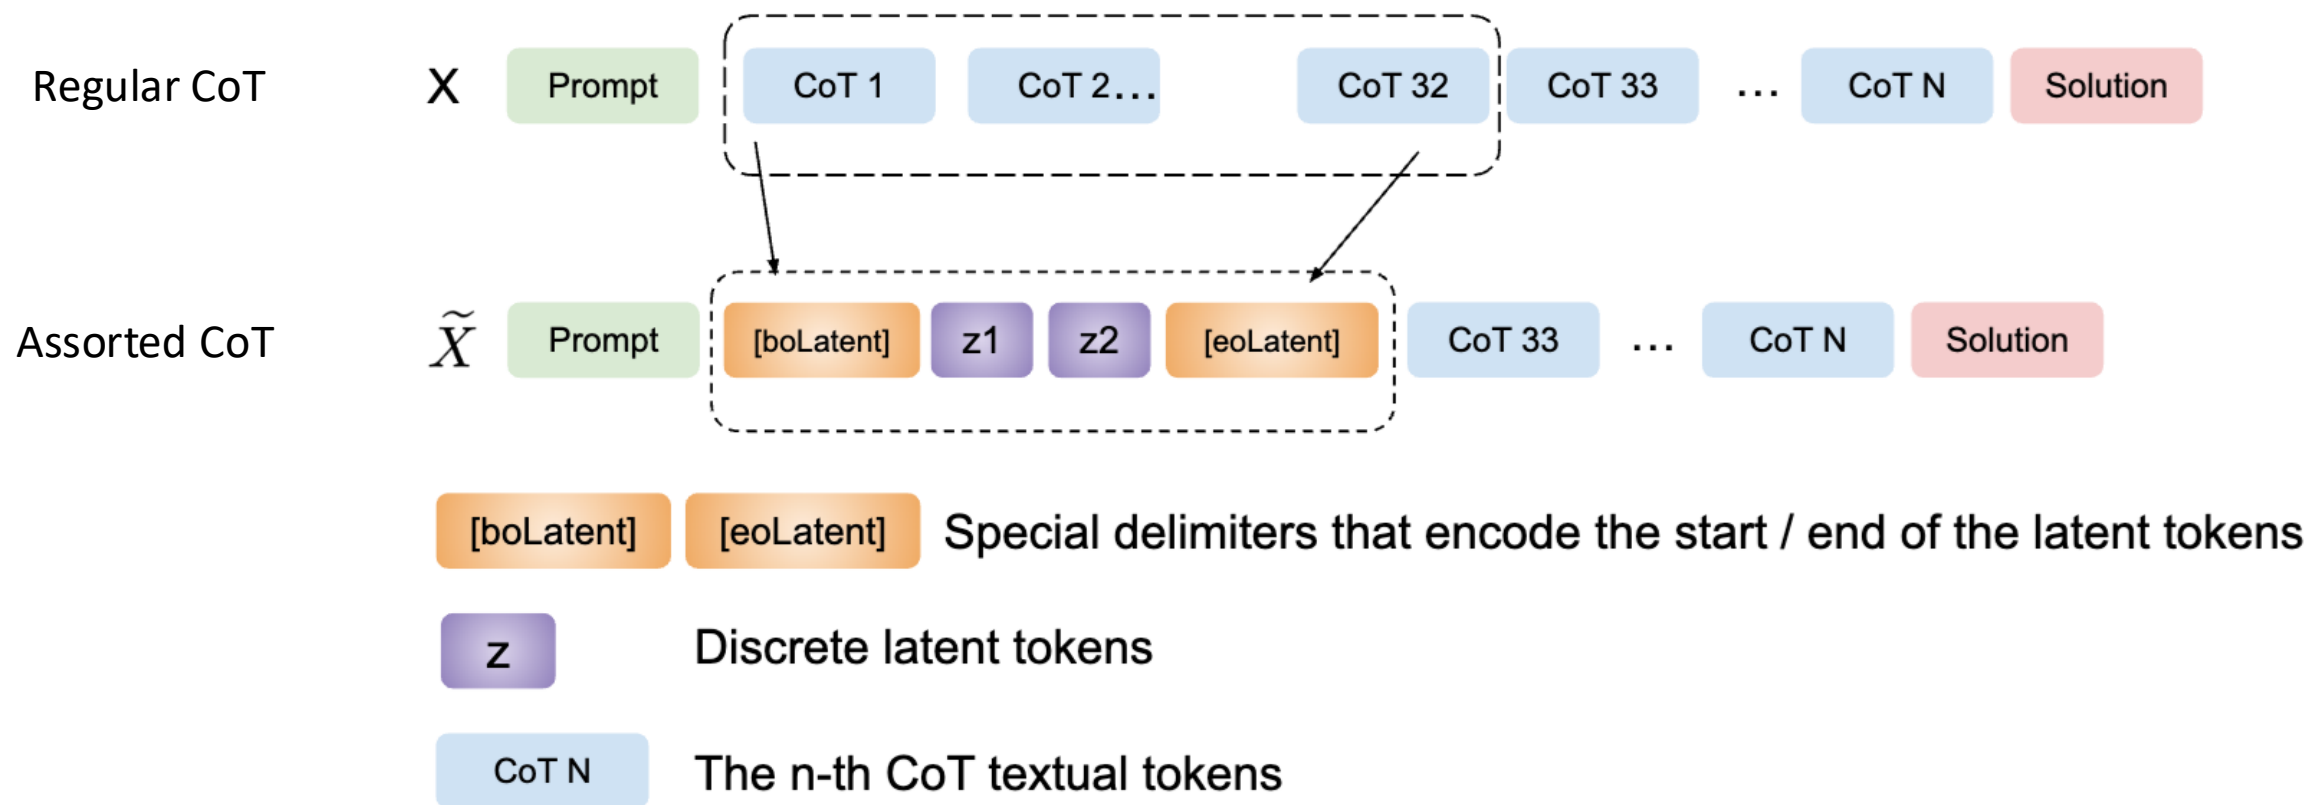 Regular CoT X Prompt CoT 1 CoT 2... CoT 32 CoT 33 ... CoT N Solution
Assorted CoT X̃ Prompt [boLatent] z1 z2 [eoLatent] CoT 33 ... CoT N Solution
[boLatent] [eoLatent] Special delimiters that encode the start / end of the latent tokens
z Discrete latent tokens
CoT N The n-th CoT textual tokens